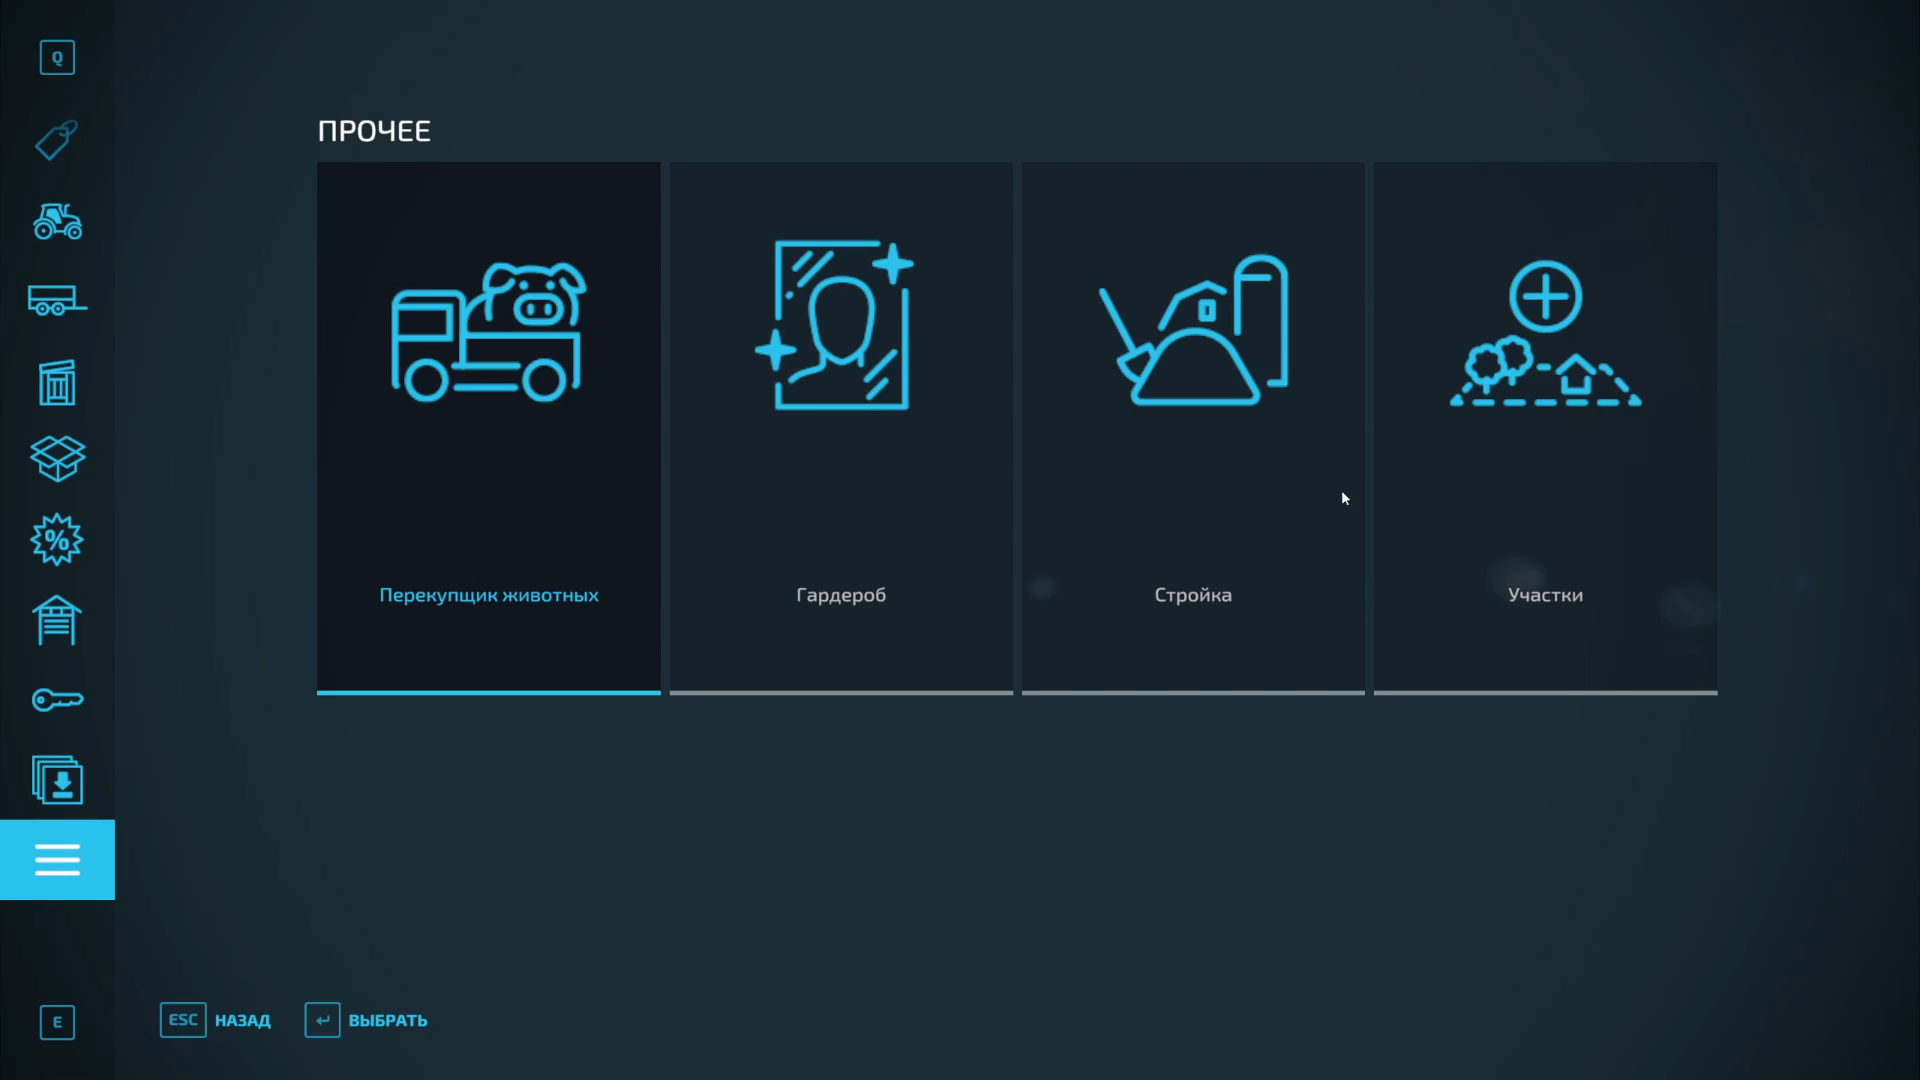 Q
ПРОЧЕЕ
%
Перекупщик животных
Гардероб
Стройка
Участки
E
ESC НАЗАД
ВЫБРАТЬ